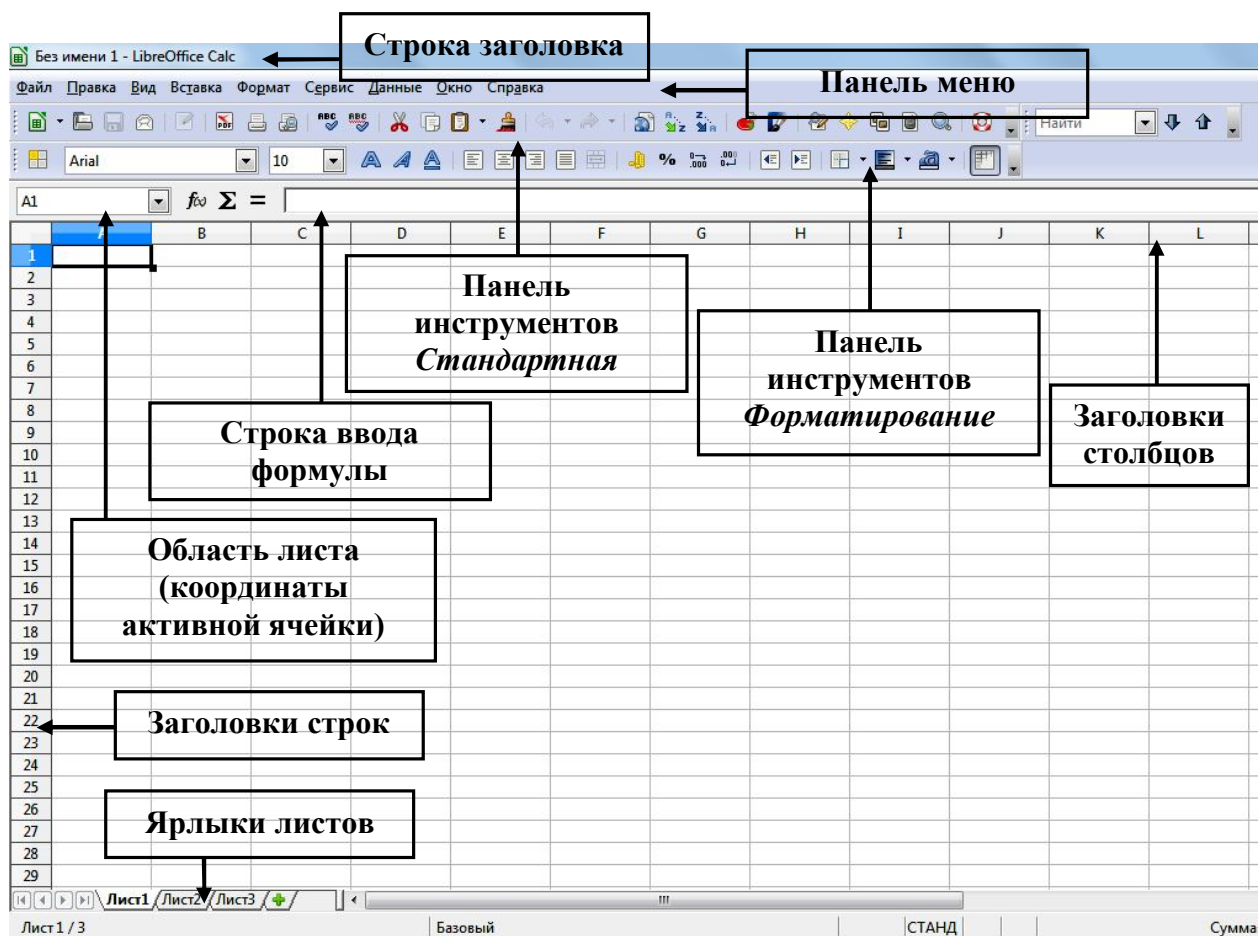 Строка заголовка
Без имени 1 - LibreOffice Calc
Панель меню
Файл Правка Вид Вставка Формат Сервис Данные Окно Справка
Найти
Arial 10
A1
A B C D E F G H I J K L
1
2
3
4
5
6
7
8
9
10
11
12
13
14
15
16
17
18
19
20
21
22
23
24
25
26
27
28
29
Панель
инструментов
Стандартная
Панель
инструментов
Форматирование
Заголовки
столбцов
Строка ввода
формулы
Область листа
(координаты
активной ячейки)
Заголовки строк
Ярлыки листов
Лист1 Лист2 Лист3
Лист 1 / 3 Базовый СТАНД Сумма